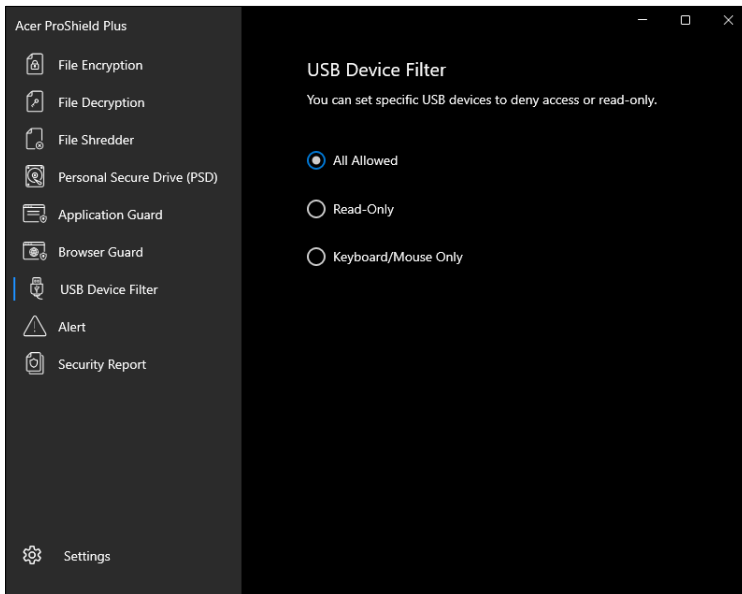 Acer ProShield Plus
File Encryption
File Decryption
File Shredder
Personal Secure Drive (PSD)
Application Guard
Browser Guard
USB Device Filter
Alert
Security Report
Settings
USB Device Filter
You can set specific USB devices to deny access or read-only.
All Allowed
Read-Only
Keyboard/Mouse Only